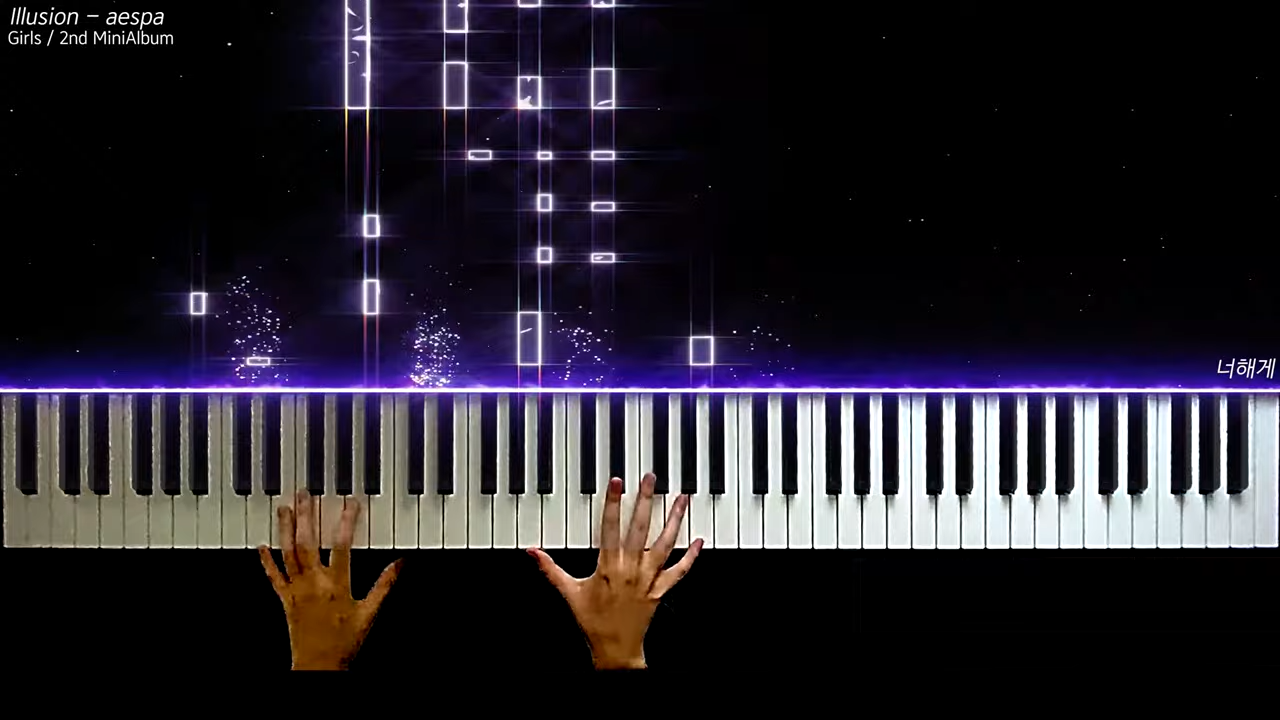 Illusion – aespa
Girls / 2nd MiniAlbum
너해게